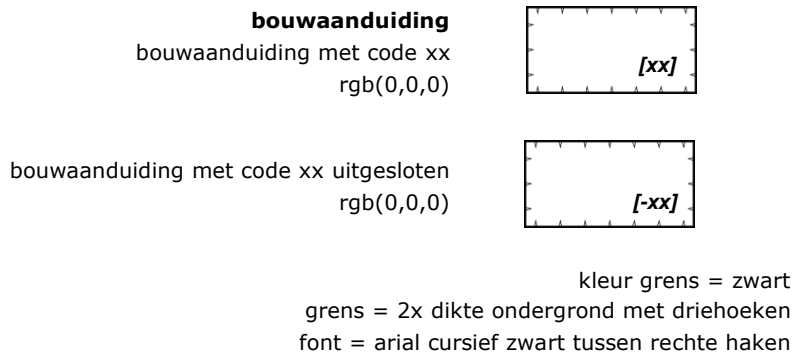 bouwaanduiding
bouwaanduiding met code xx
rgb(0,0,0)
[xx]
bouwaanduiding met code xx uitgesloten
rgb(0,0,0)
[-xx]
kleur grens = zwart
grens = 2x dikte ondergrond met driehoeken
font = arial cursief zwart tussen rechte haken